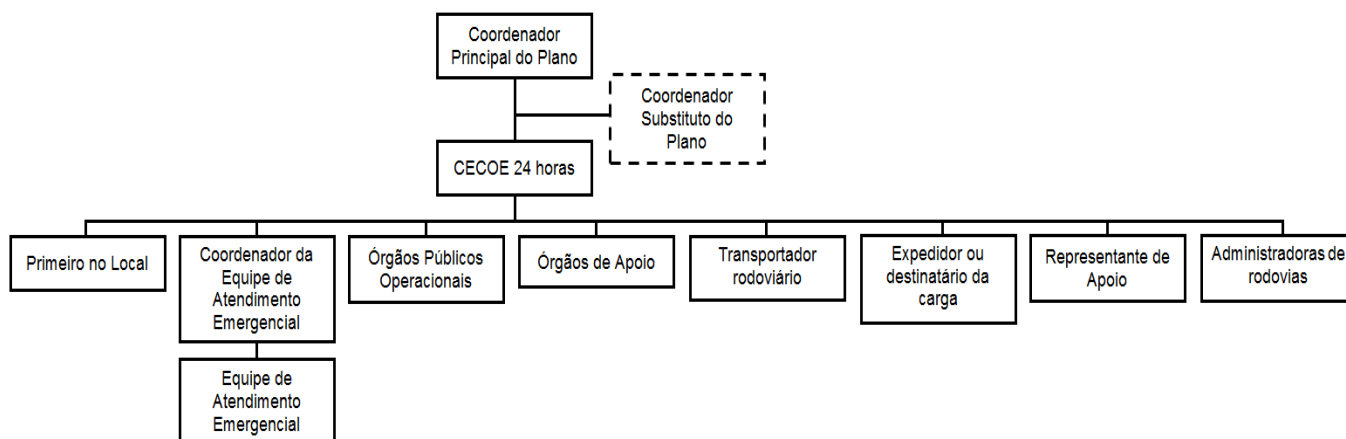 Coordenador
Principal do Plano
Coordenador
Substituto do
Plano
CECOE 24 horas
Primeiro no Local
Coordenador da
Equipe de
Atendimento
Emergencial
Órgãos Públicos
Operacionais
Órgãos de Apoio
Transportador
rodoviário
Expedidor ou
destinatário da
carga
Representante de
Apoio
Administradoras de
rodovias
Equipe de
Atendimento
Emergencial